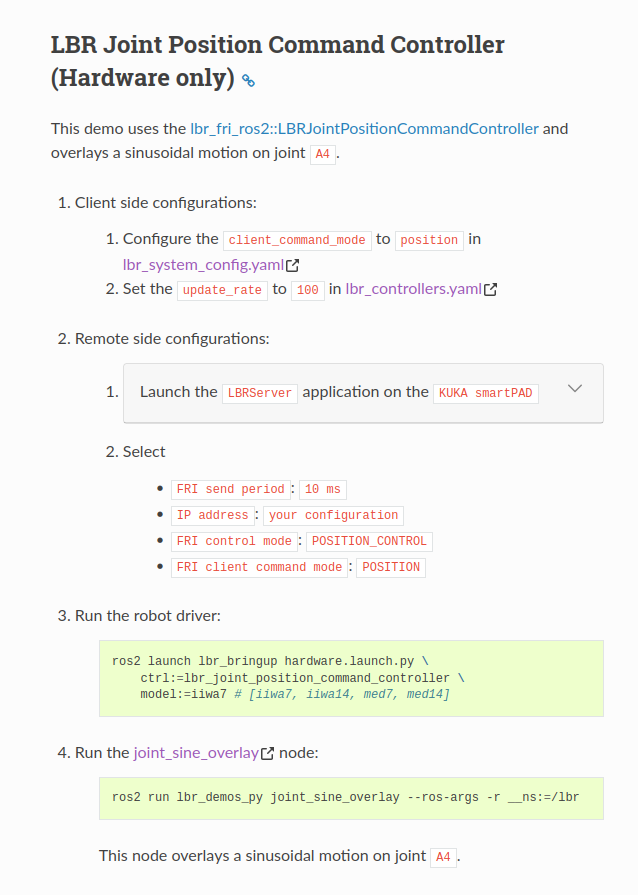 LBR Joint Position Command Controller
(Hardware only)
This demo uses the lbr_fri_ros2::LBRJointPositionCommandController and
overlays a sinusoidal motion on joint A4.
1. Client side configurations:
1. Configure the client_command_mode to position in
lbr_system_config.yaml
2. Set the update_rate to 100 in lbr_controllers.yaml
2. Remote side configurations:
1. Launch the LBRServer application on the KUKA smartPAD
2. Select
• FRI send period: 10 ms
• IP address: your configuration
• FRI control mode: POSITION_CONTROL
• FRI client command mode: POSITION
3. Run the robot driver:
ros2 launch lbr_bringup hardware.launch.py \
ctrl:=lbr_joint_position_command_controller \
model:=iiwa7 # [iiwa7, iiwa14, med7, med14]
4. Run the joint_sine_overlay node:
ros2 run lbr_demos_py joint_sine_overlay --ros-args -r __ns:=/lbr
This node overlays a sinusoidal motion on joint A4.